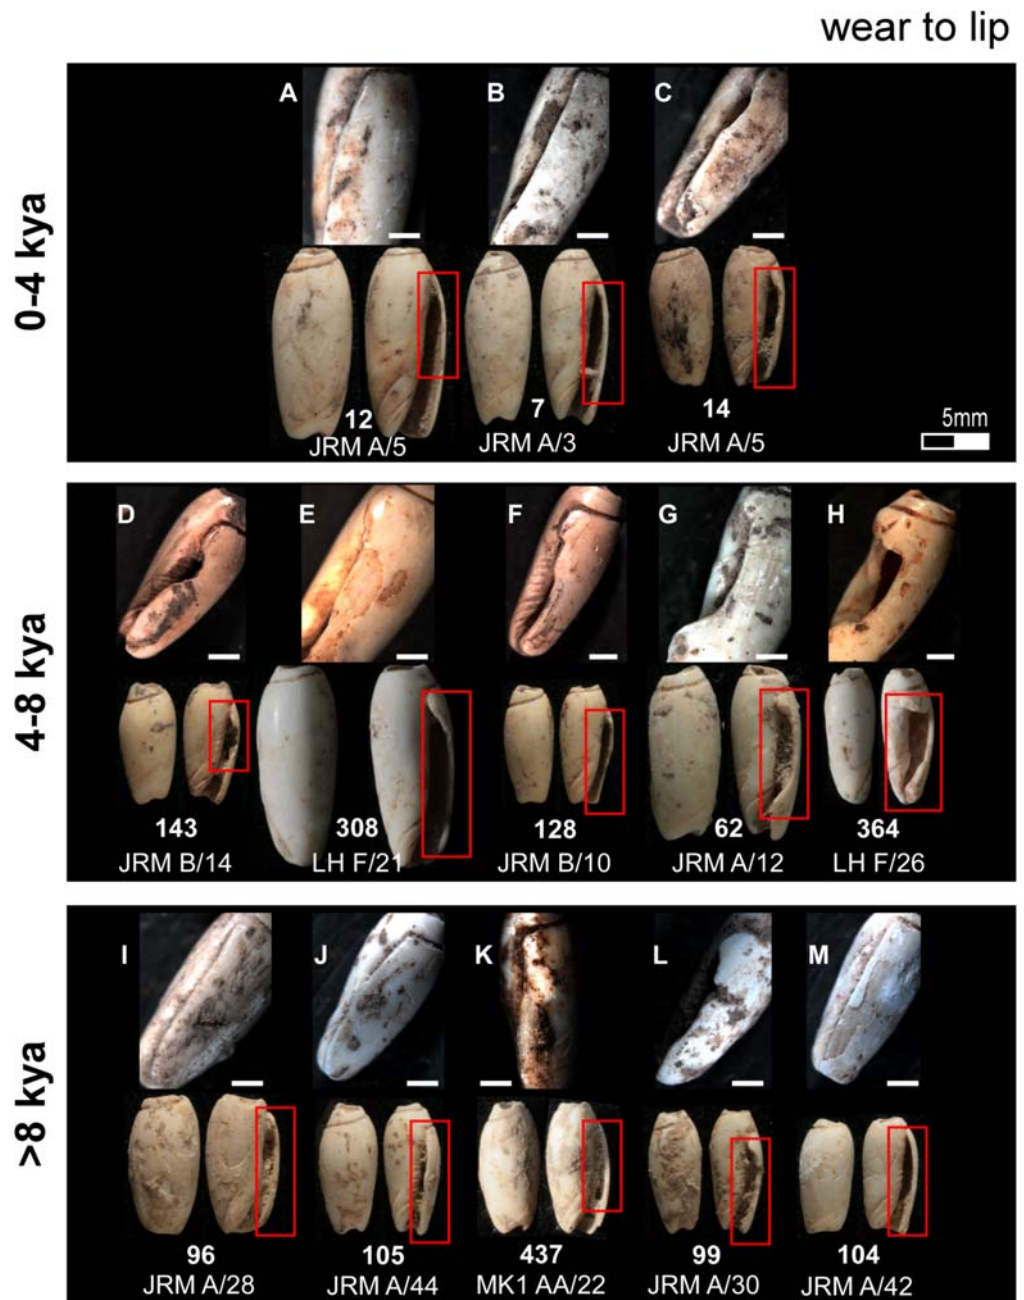 wear to lip
0-4 kya
A B C
12 7 14
JRM A/5 JRM A/3 JRM A/5
5mm
4-8 kya
D E F G H
143 308 128 62 364
JRM B/14 LH F/21 JRM B/10 JRM A/12 LH F/26
>8 kya
I J K L M
96 105 437 99 104
JRM A/28 JRM A/44 MK1 AA/22 JRM A/30 JRM A/42